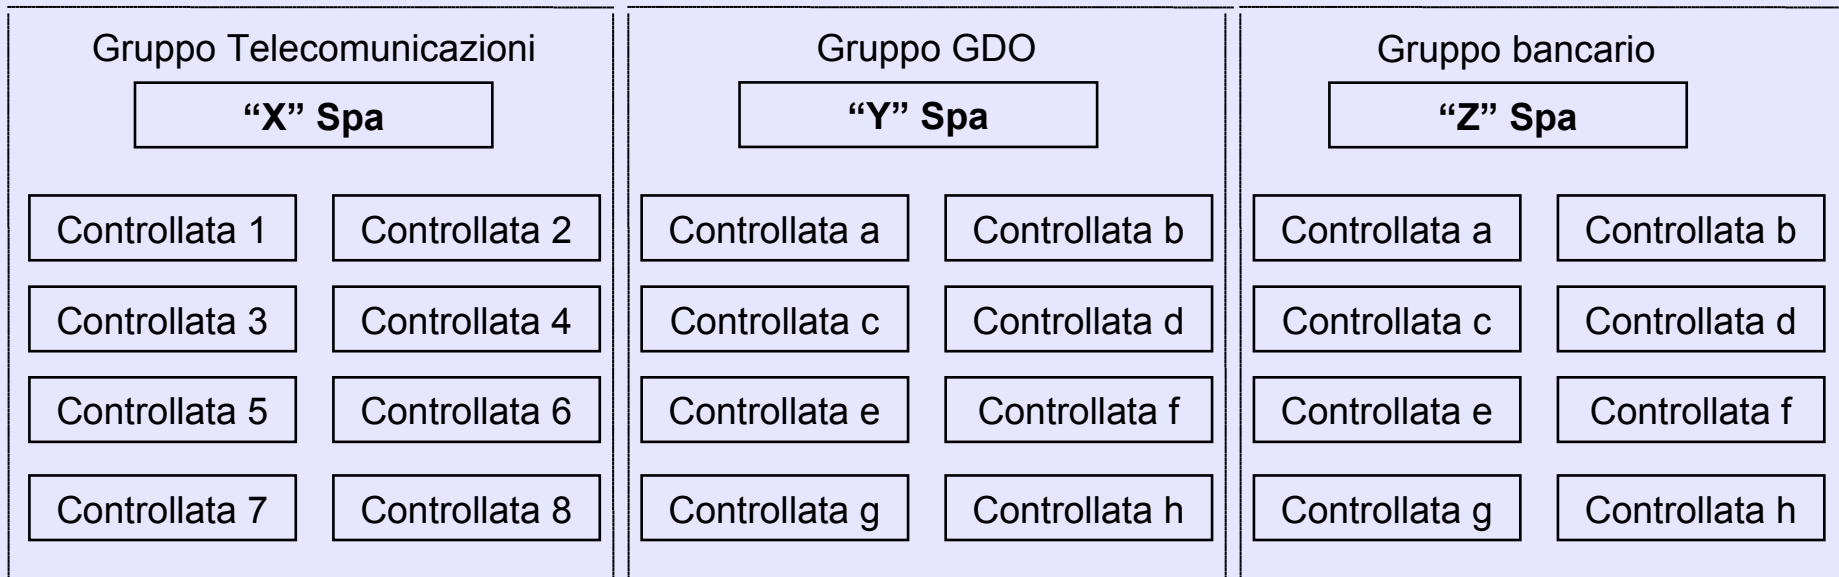 Gruppo Telecomunicazioni
“X” Spa
Controllata 1
Controllata 2
Controllata 3
Controllata 4
Controllata 5
Controllata 6
Controllata 7
Controllata 8
Gruppo GDO
“Y” Spa
Controllata a
Controllata b
Controllata c
Controllata d
Controllata e
Controllata f
Controllata g
Controllata h
Gruppo bancario
“Z” Spa
Controllata a
Controllata b
Controllata c
Controllata d
Controllata e
Controllata f
Controllata g
Controllata h